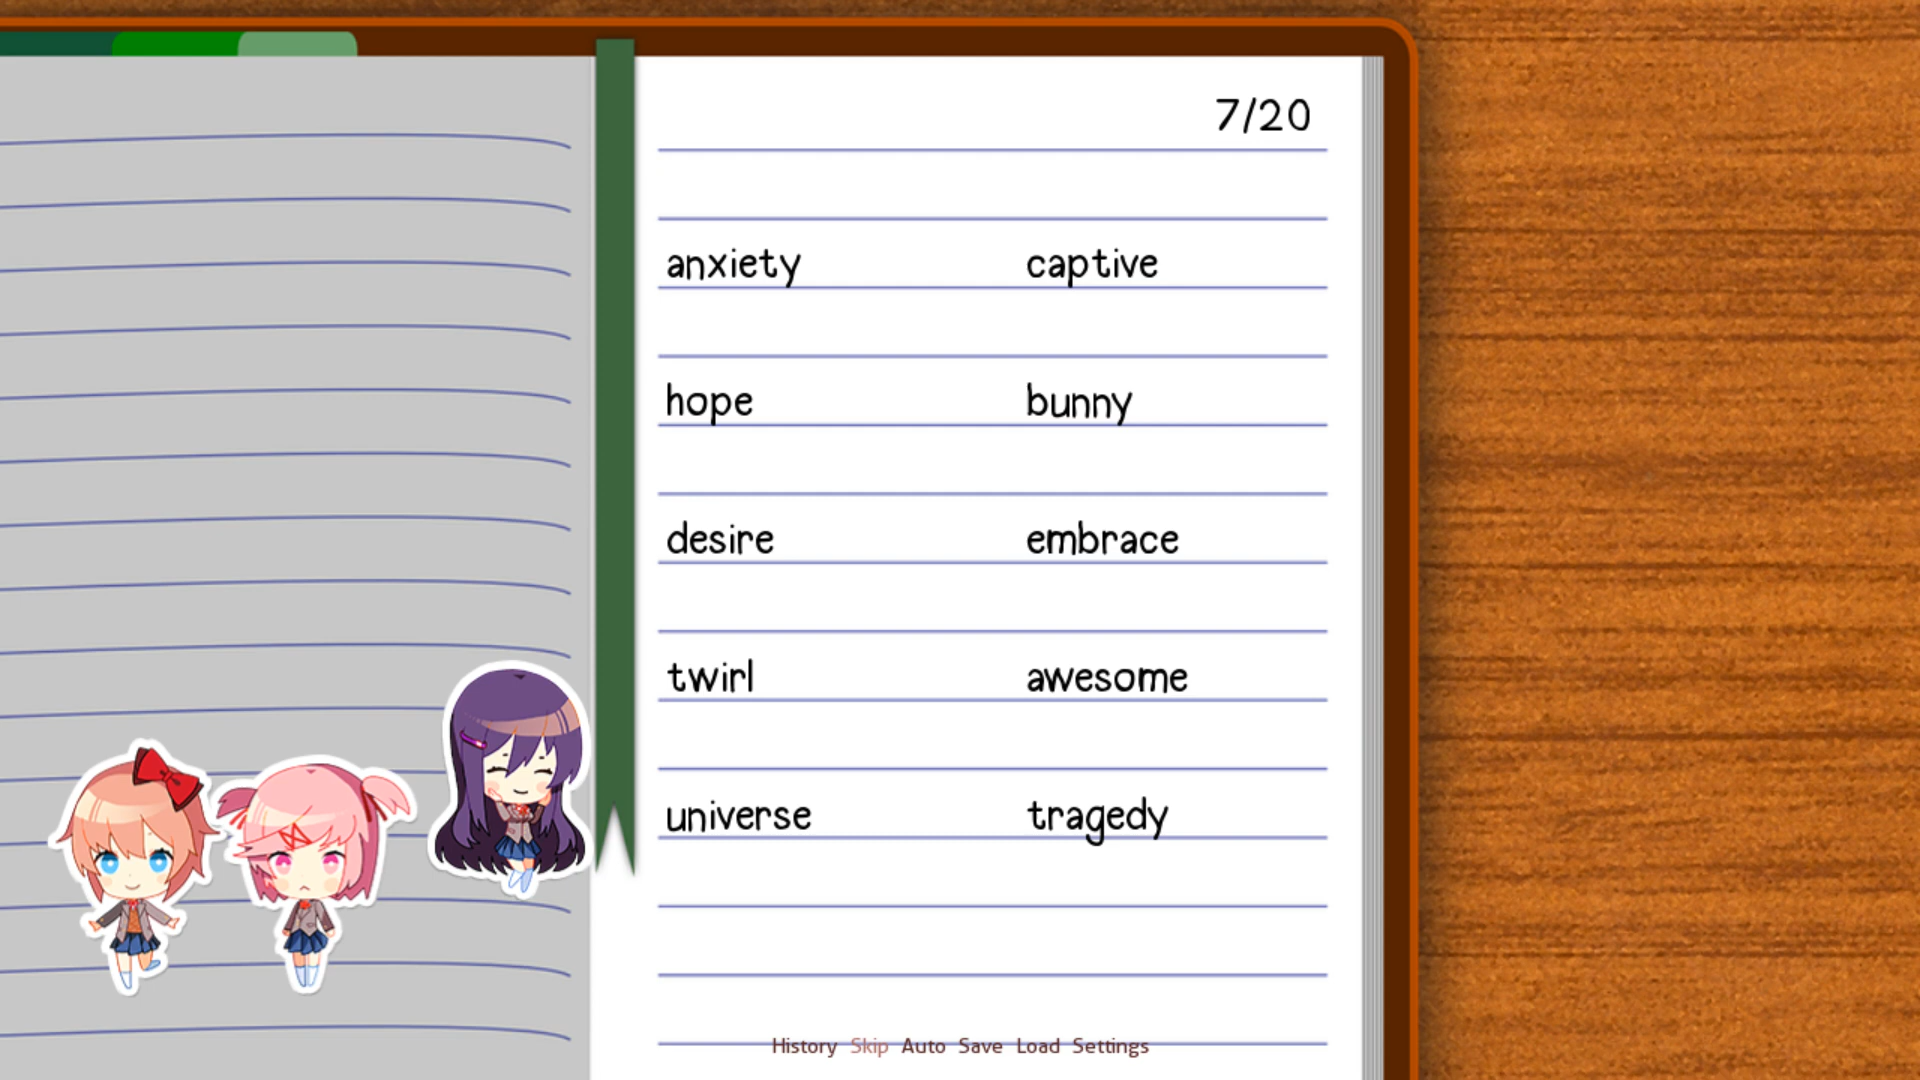 7/20
anxiety captive
hope bunny
desire embrace
twirl awesome
universe tragedy
History Skip Auto Save Load Settings